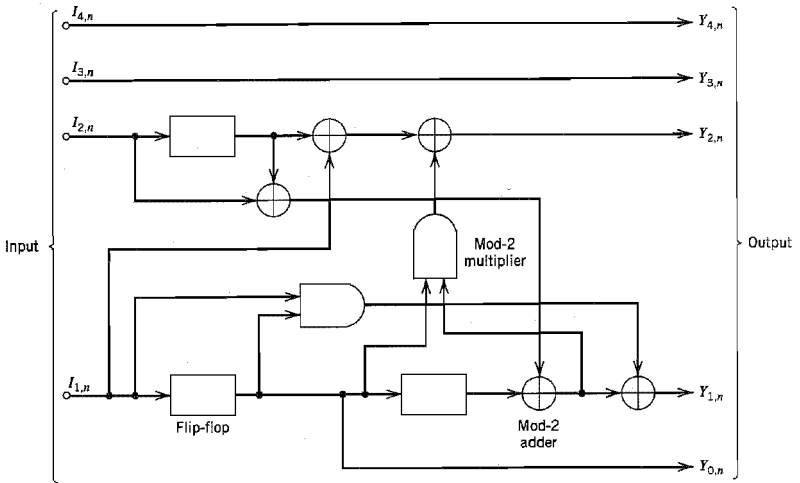 I4,n
Y4,n
I3,n
Y3,n
I2,n
Y2,n
Input
Mod-2
multiplier
Output
I1,n
Y1,n
Flip-flop
Mod-2
adder
Y0,n